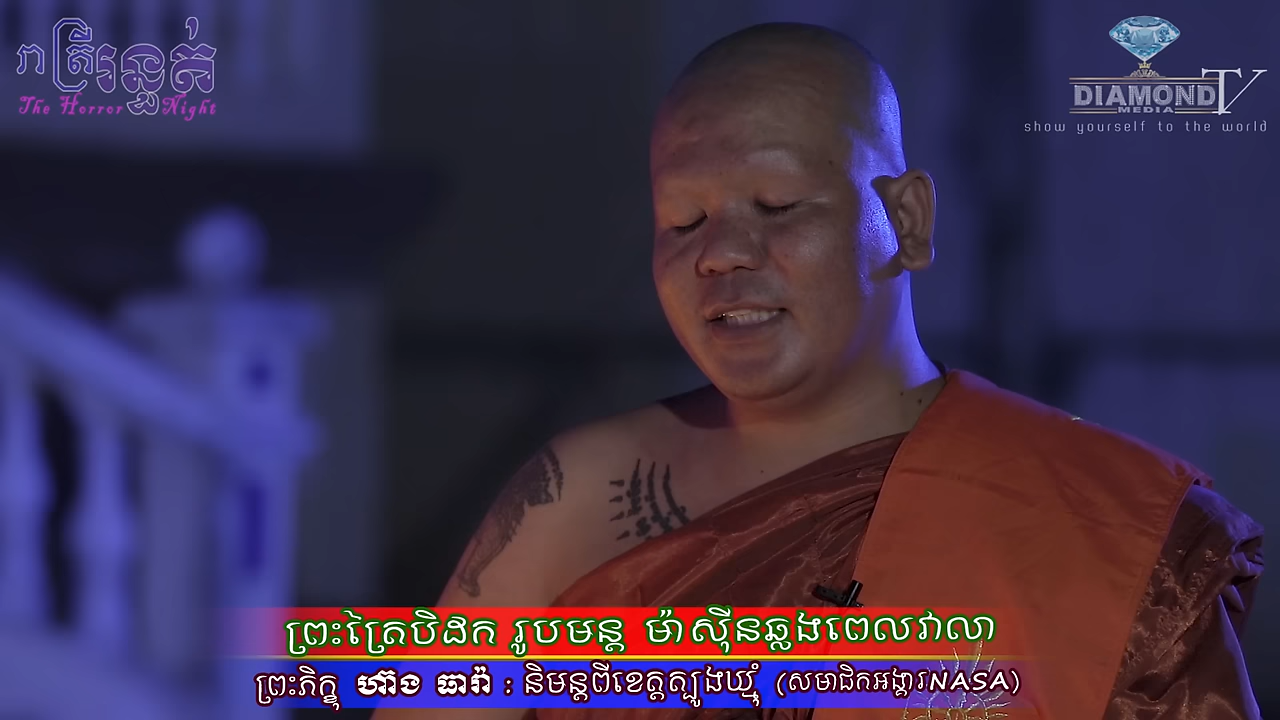 រាត្រីរន្ធត់
The Horror Night
DIAMOND TV
MEDIA
show yourself to the world
ព្រះត្រៃបិដក រូបមន្ត ម៉ាស៊ីនឆ្លងពេលវាលា
ព្រះភិក្ខុ ហ៊ង ធារ៉ា : និមន្តពីខេត្តត្បូងឃ្មុំ (សមាជិកអង្គការNASA)